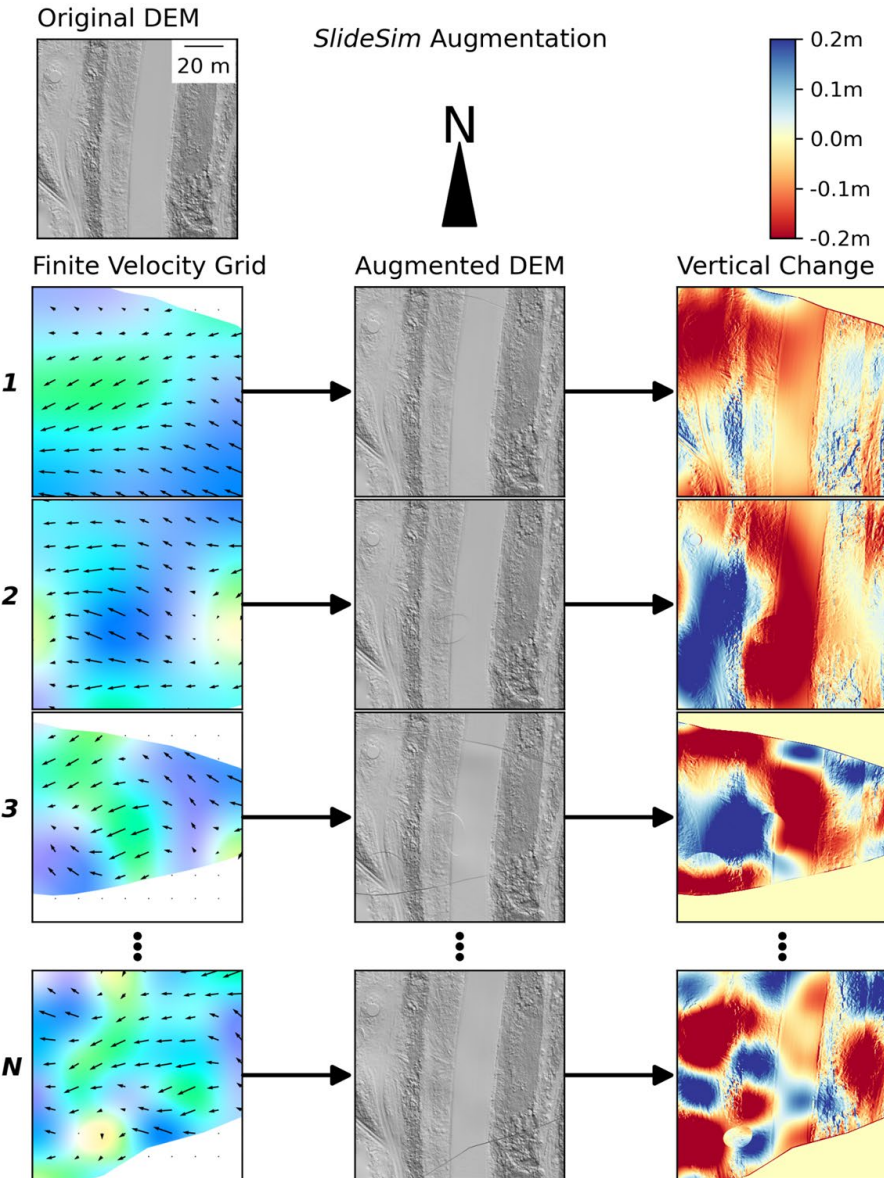 Original DEM
20 m
SlideSim Augmentation
0.2m
0.1m
0.0m
-0.1m
-0.2m
N
Finite Velocity Grid
Augmented DEM
Vertical Change
1
2
3
N